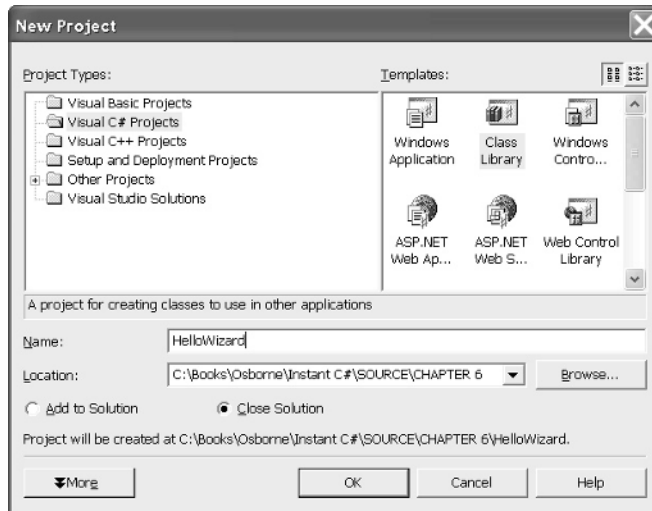 New Project
Project Types:
Templates:
Visual Basic Projects
Visual C# Projects
Visual C++ Projects
Setup and Deployment Projects
Other Projects
Visual Studio Solutions
Windows Application
Class Library
Windows Contro...
ASP.NET Web Ap...
ASP.NET Web S...
Web Control Library
A project for creating classes to use in other applications
Name:
HelloWizard
Location:
C:\Books\Osborne\Instant C#\SOURCE\CHAPTER 6
Browse...
Add to Solution
Close Solution
Project will be created at C:\Books\Osborne\Instant C#\SOURCE\CHAPTER 6\HelloWizard.
More
OK
Cancel
Help